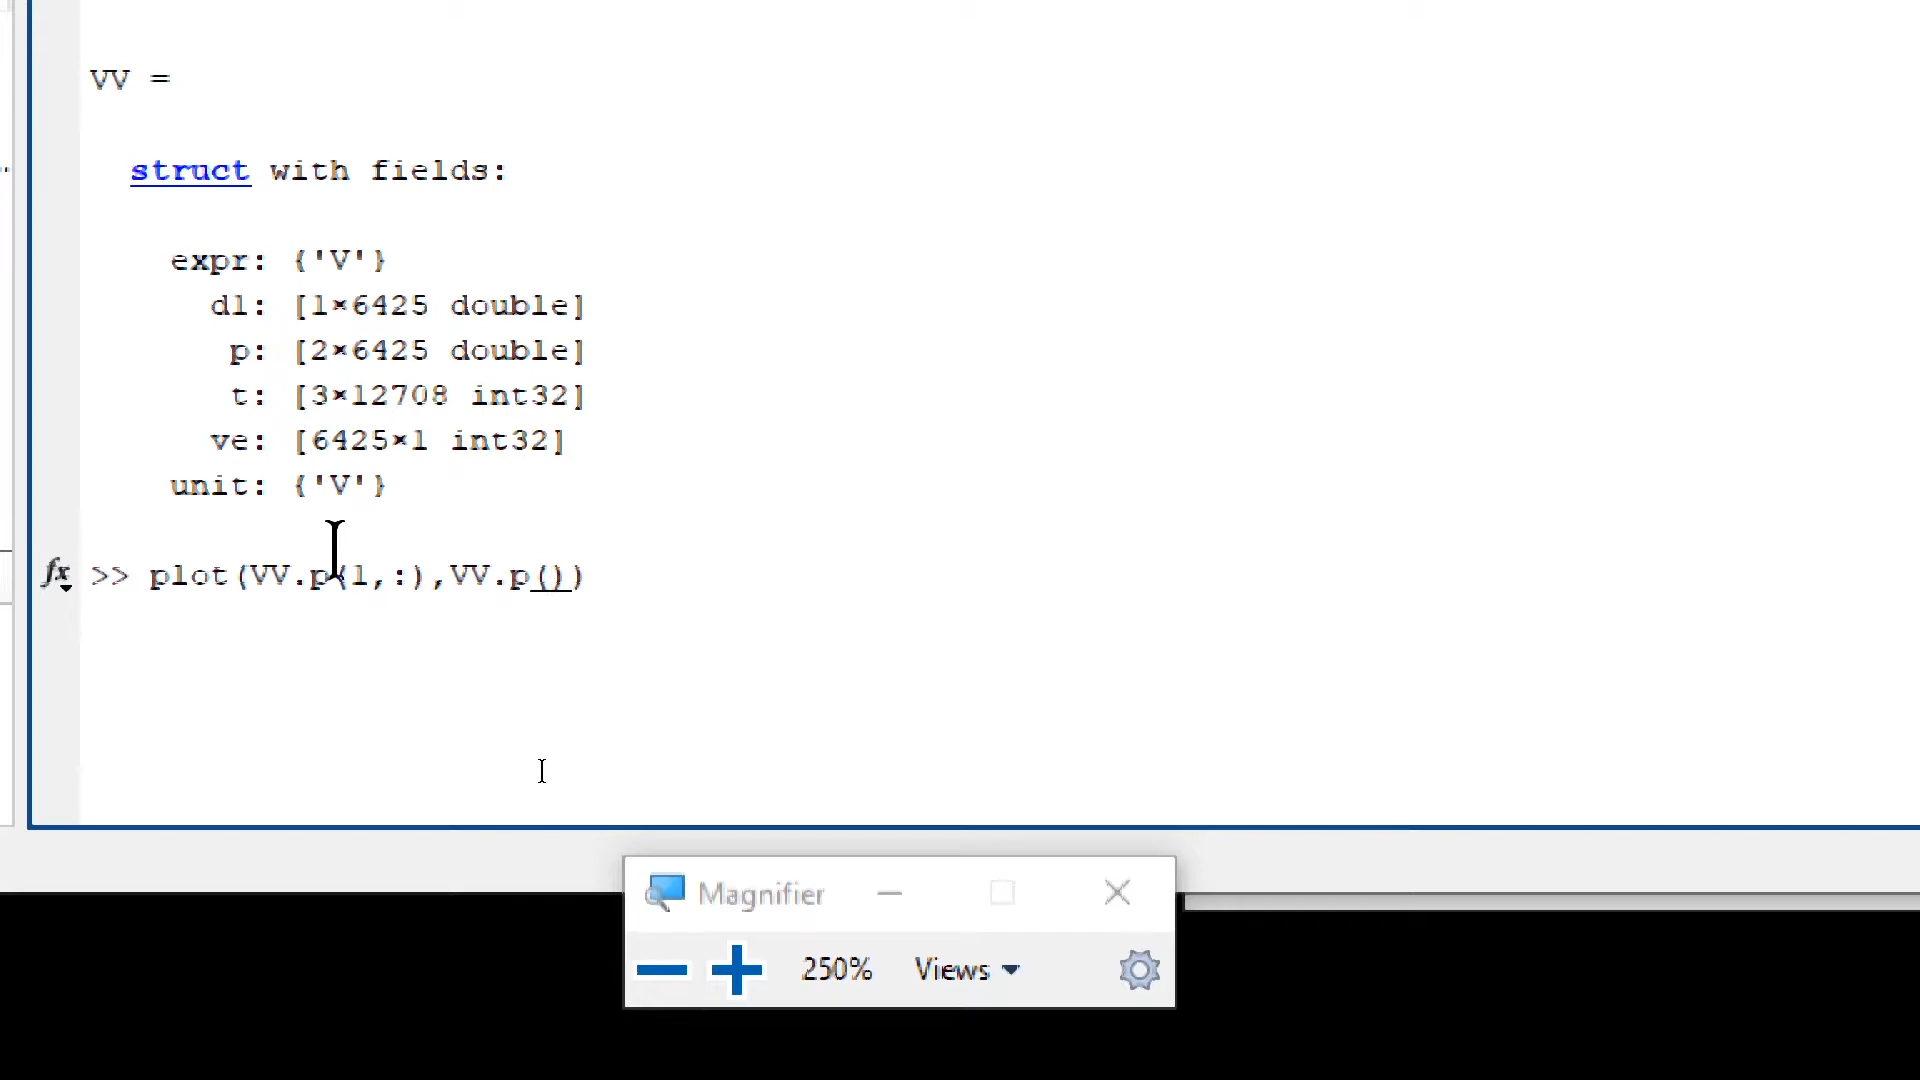 VV =
struct with fields:
expr: {'V'}
dl: [1×6425 double]
p: [2×6425 double]
t: [3×12708 int32]
ve: [6425×1 int32]
unit: {'V'}
fx >> plot(VV.p(1,:),VV.p())
Magnifier
250% Views